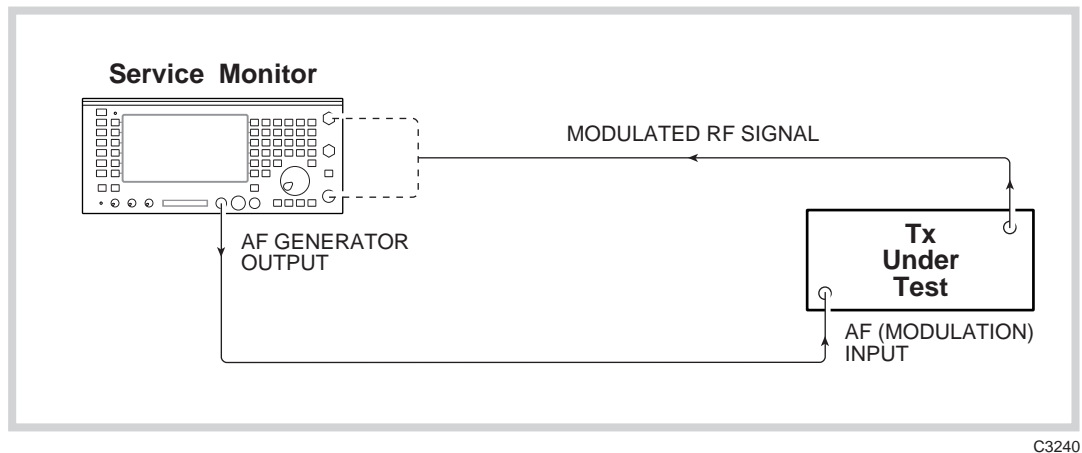 Service Monitor
MODULATED RF SIGNAL
AF GENERATOR
OUTPUT
Tx
Under
Test
AF (MODULATION)
INPUT
C3240